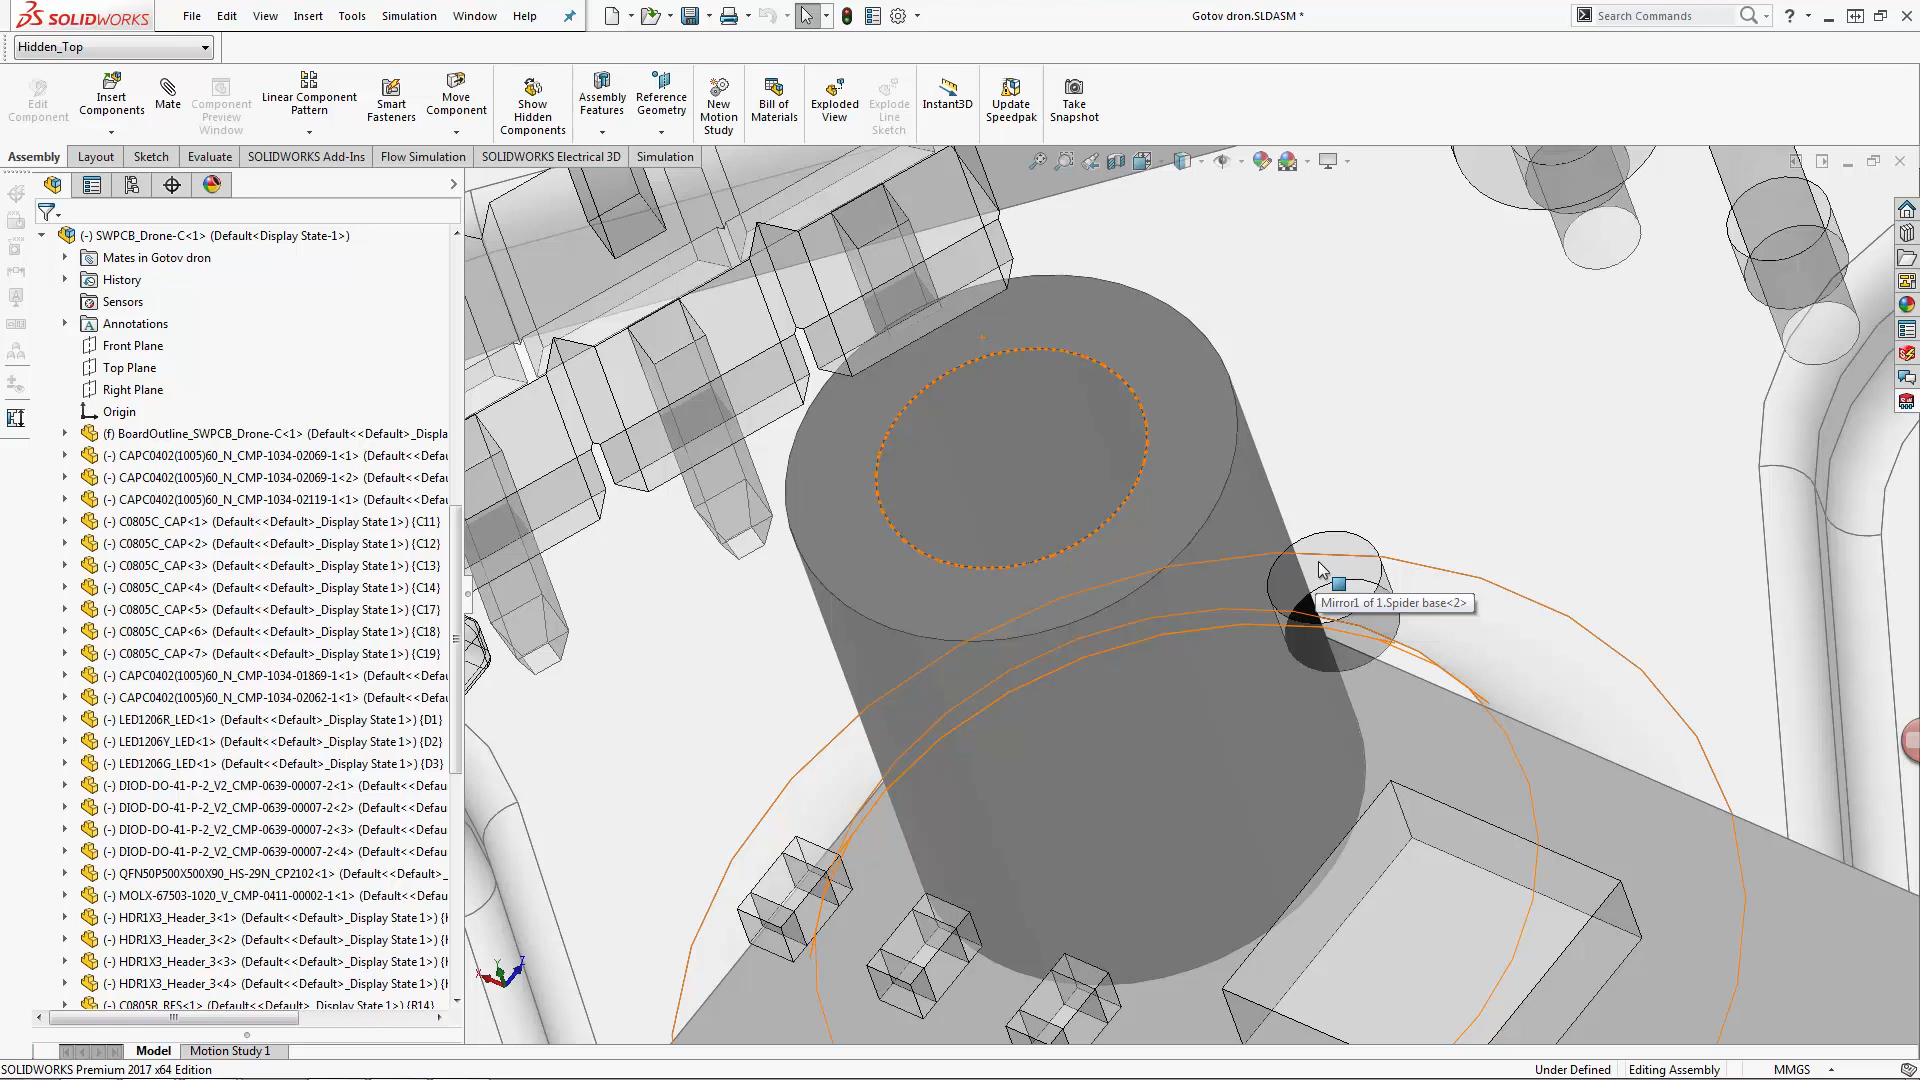 SOLIDWORKS
File Edit View Insert Tools Simulation Window Help
Gotov dron.SLDASM *
Search Commands
Hidden_Top
Edit Component
Insert Components
Mate
Component Preview Window
Linear Component Pattern
Smart Fasteners
Move Component
Show Hidden Components
Assembly Features
Reference Geometry
New Motion Study
Bill of Materials
Exploded View
Explode Line Sketch
Instant3D
Update Speedpak
Take Snapshot
Assembly Layout Sketch Evaluate SOLIDWORKS Add-Ins Flow Simulation SOLIDWORKS Electrical 3D Simulation
(-) SWPCB_Drone-C<1> (Default<Display State-1>)
Mates in Gotov dron
History
Sensors
Annotations
Front Plane
Top Plane
Right Plane
Origin
(f) BoardOutline_SWPCB_Drone-C<1> (Default<<Default>_Displa
(-) CAPC0402(1005)60_N_CMP-1034-02069-1<1> (Default<<Defau
(-) CAPC0402(1005)60_N_CMP-1034-02069-1<2> (Default<<Defau
(-) CAPC0402(1005)60_N_CMP-1034-02119-1<1> (Default<<Defau
(-) C0805C_CAP<1> (Default<<Default>_Display State 1>) {C11}
(-) C0805C_CAP<2> (Default<<Default>_Display State 1>) {C12}
(-) C0805C_CAP<3> (Default<<Default>_Display State 1>) {C13}
(-) C0805C_CAP<4> (Default<<Default>_Display State 1>) {C14}
(-) C0805C_CAP<5> (Default<<Default>_Display State 1>) {C17}
(-) C0805C_CAP<6> (Default<<Default>_Display State 1>) {C18}
(-) C0805C_CAP<7> (Default<<Default>_Display State 1>) {C19}
(-) CAPC0402(1005)60_N_CMP-1034-01869-1<1> (Default<<Defau
(-) CAPC0402(1005)60_N_CMP-1034-02062-1<1> (Default<<Defau
(-) LED1206R_LED<1> (Default<<Default>_Display State 1>) {D1}
(-) LED1206Y_LED<1> (Default<<Default>_Display State 1>) {D2}
(-) LED1206G_LED<1> (Default<<Default>_Display State 1>) {D3}
(-) DIOD-DO-41-P-2_V2_CMP-0639-00007-2<1> (Default<<Defau
(-) DIOD-DO-41-P-2_V2_CMP-0639-00007-2<2> (Default<<Defau
(-) DIOD-DO-41-P-2_V2_CMP-0639-00007-2<3> (Default<<Defau
(-) DIOD-DO-41-P-2_V2_CMP-0639-00007-2<4> (Default<<Defau
(-) QFN50P500X500X90_HS-29N_CP2102<1> (Default<<Default>
(-) MOLX-67503-1020_V_CMP-0411-00002-1<1> (Default<<Defau
(-) HDR1X3_Header_3<1> (Default<<Default>_Display State 1>) {
(-) HDR1X3_Header_3<2> (Default<<Default>_Display State 1>) {
(-) HDR1X3_Header_3<3> (Default<<Default>_Display State 1>) {
(-) HDR1X3_Header_3<4> (Default<<Default>_Display State 1>) {
(-) C0805R_RES<1> (Default<<Default>_Display State 1>) {R14}
Mirror1 of 1.Spider base<2>
Y
Z
Model Motion Study 1
SOLIDWORKS Premium 2017 x64 Edition
Under Defined Editing Assembly MMGS